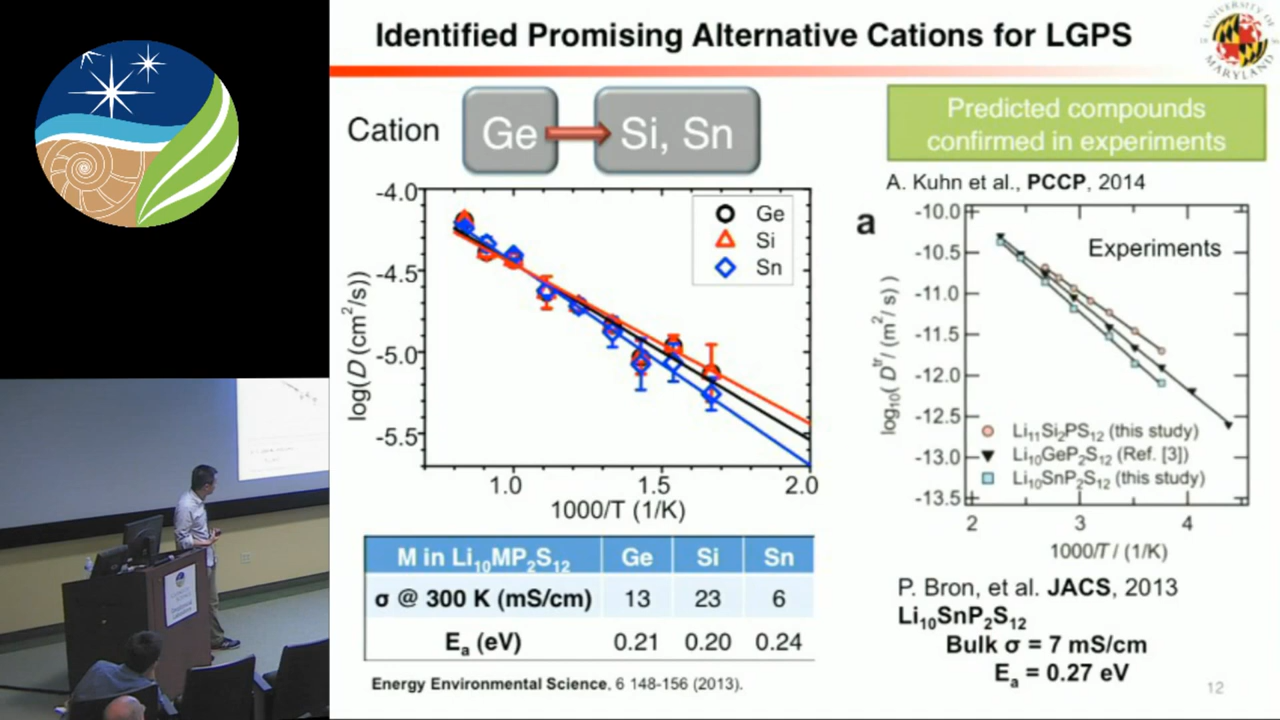 Identified Promising Alternative Cations for LGPS
UNIVERSITY OF
MARYLAND
Cation
Ge
Si, Sn
-4.0
-4.5
-5.0
-5.5
log(D (cm²/s))
Ge
Si
Sn
1.0 1.5 2.0
1000/T (1/K)
M in Li₁₀MP₂S₁₂ Ge Si Sn
σ @ 300 K (mS/cm) 13 23 6
Eₐ (eV) 0.21 0.20 0.24
Energy Environmental Science, 6 148-156 (2013).
Predicted compounds
confirmed in experiments
A. Kuhn et al., PCCP, 2014
a
-10.0
-10.5
-11.0
-11.5
-12.0
-12.5
-13.0
-13.5
log₁₀( Dᵗʳ / (m² / s) )
Experiments
Li₁₁Si₂PS₁₂ (this study)
Li₁₀GeP₂S₁₂ (Ref. [3])
Li₁₀SnP₂S₁₂ (this study)
2 3 4
1000/T / (1/K)
P. Bron, et al. JACS, 2013
Li₁₀SnP₂S₁₂
Bulk σ = 7 mS/cm
Eₐ = 0.27 eV
12